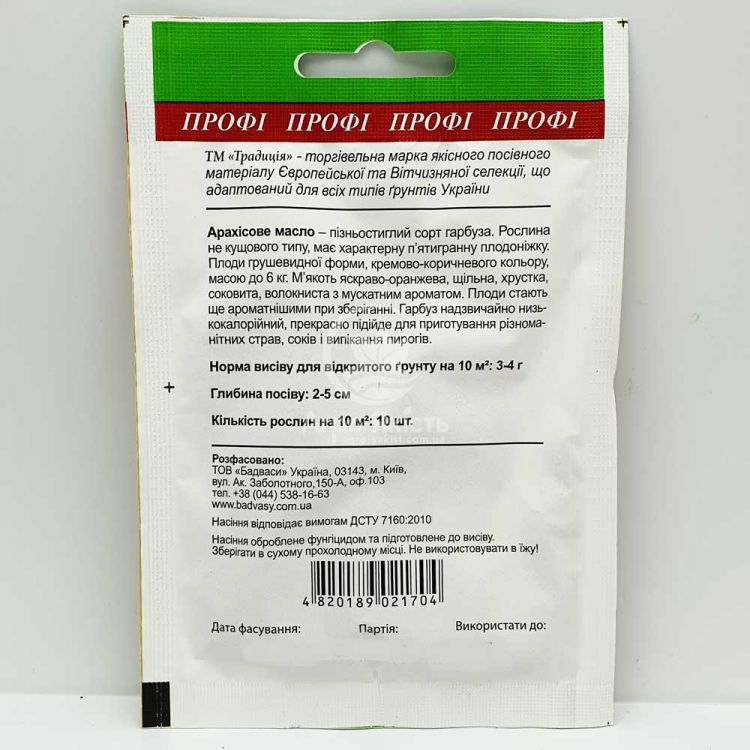 ПРОФІ ПРОФІ ПРОФІ ПРОФІ
ТМ «Традиція» - торгівельна марка якісного посівного
матеріалу Європейської та Вітчизняної селекції, що
адаптований для всіх типів ґрунтів України
Арахісове масло – пізньостиглий сорт гарбуза. Рослина
не кущового типу, має характерну п'ятигранну плодоніжку.
Плоди грушевидної форми, кремово-коричневого кольору,
масою до 6 кг. М'якоть яскраво-оранжева, щільна, хрустка,
соковита, волокниста з мускатним ароматом. Плоди стають
ще ароматнішими при зберіганні. Гарбуз надзвичайно низь-
кокалорійний, прекрасно підійде для приготування різнома-
нітних страв, соків і випікання пирогів.
Норма висіву для відкритого ґрунту на 10 м²: 3-4 г
Глибина посіву: 2-5 см
Кількість рослин на 10 м²: 10 шт.
Розфасовано:
ТОВ «Бадваси» Україна, 03143, м. Київ,
вул. Ак. Заболотного,150-А, оф.103
тел. +38 (044) 538-16-63
www.badvasy.com
Насіння відповідає вимогам ДСТУ 7160:2010
Насіння оброблене фунгіцидом та підготовлене до висіву.
Зберігати в сухому прохолодному місці. Не використовувати в їжу!
4 820189 021704
Дата фасування: Партія: Використати до: